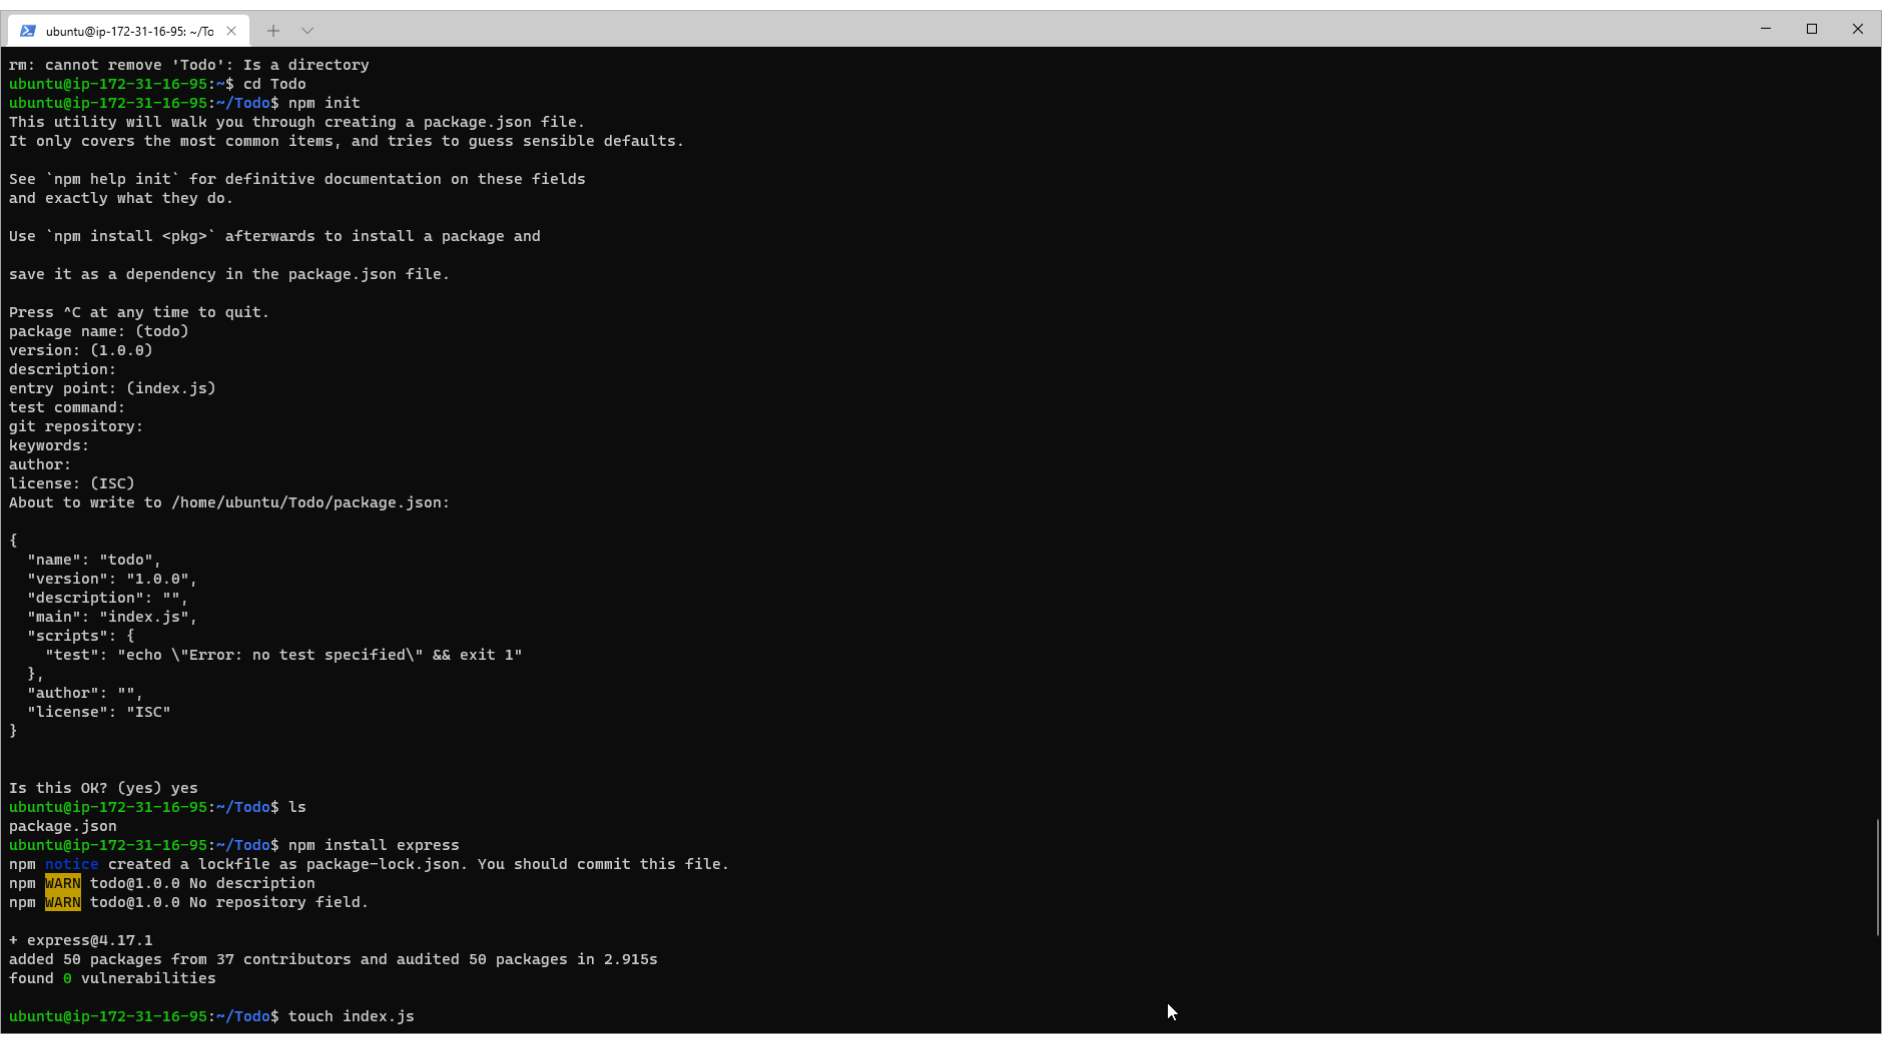 ubuntu@ip-172-31-16-95: ~/To
rm: cannot remove 'Todo': Is a directory
ubuntu@ip-172-31-16-95:~$ cd Todo
ubuntu@ip-172-31-16-95:~/Todo$ npm init
This utility will walk you through creating a package.json file.
It only covers the most common items, and tries to guess sensible defaults.

See `npm help init` for definitive documentation on these fields
and exactly what they do.

Use `npm install <pkg>` afterwards to install a package and

save it as a dependency in the package.json file.

Press ^C at any time to quit.
package name: (todo)
version: (1.0.0)
description:
entry point: (index.js)
test command:
git repository:
keywords:
author:
license: (ISC)
About to write to /home/ubuntu/Todo/package.json:

{
  "name": "todo",
  "version": "1.0.0",
  "description": "",
  "main": "index.js",
  "scripts": {
    "test": "echo \"Error: no test specified\" && exit 1"
  },
  "author": "",
  "license": "ISC"
}

Is this OK? (yes) yes
ubuntu@ip-172-31-16-95:~/Todo$ ls
package.json
ubuntu@ip-172-31-16-95:~/Todo$ npm install express
npm notice created a lockfile as package-lock.json. You should commit this file.
npm WARN todo@1.0.0 No description
npm WARN todo@1.0.0 No repository field.

+ express@4.17.1
added 50 packages from 37 contributors and audited 50 packages in 2.915s
found 0 vulnerabilities

ubuntu@ip-172-31-16-95:~/Todo$ touch index.js